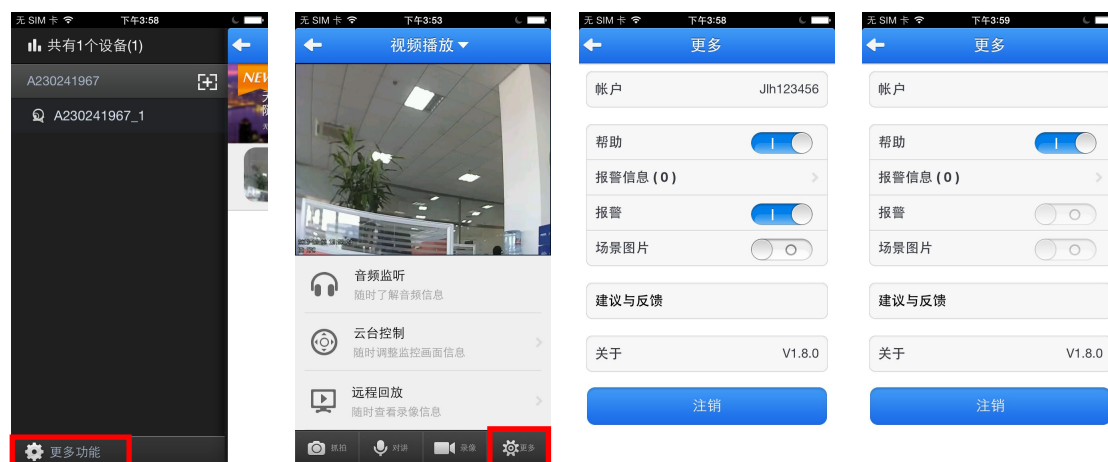 无 SIM 卡 下午3:58
共有1个设备(1)
A230241967
A230241967_1
更多功能
NEW
无 SIM 卡 下午3:53
视频播放
音频监听
随时了解音频信息
云台控制
随时调整监控画面信息
远程回放
随时查看录像信息
抓拍 对讲 录像 更多
无 SIM 卡 下午3:58
更多
帐户 Jlh123456
帮助
报警信息 ( 0 )
报警
场景图片
建议与反馈
关于 V1.8.0
注销
无 SIM 卡 下午3:59
更多
帐户
帮助
报警信息 ( 0 )
报警
场景图片
建议与反馈
关于 V1.8.0
注销